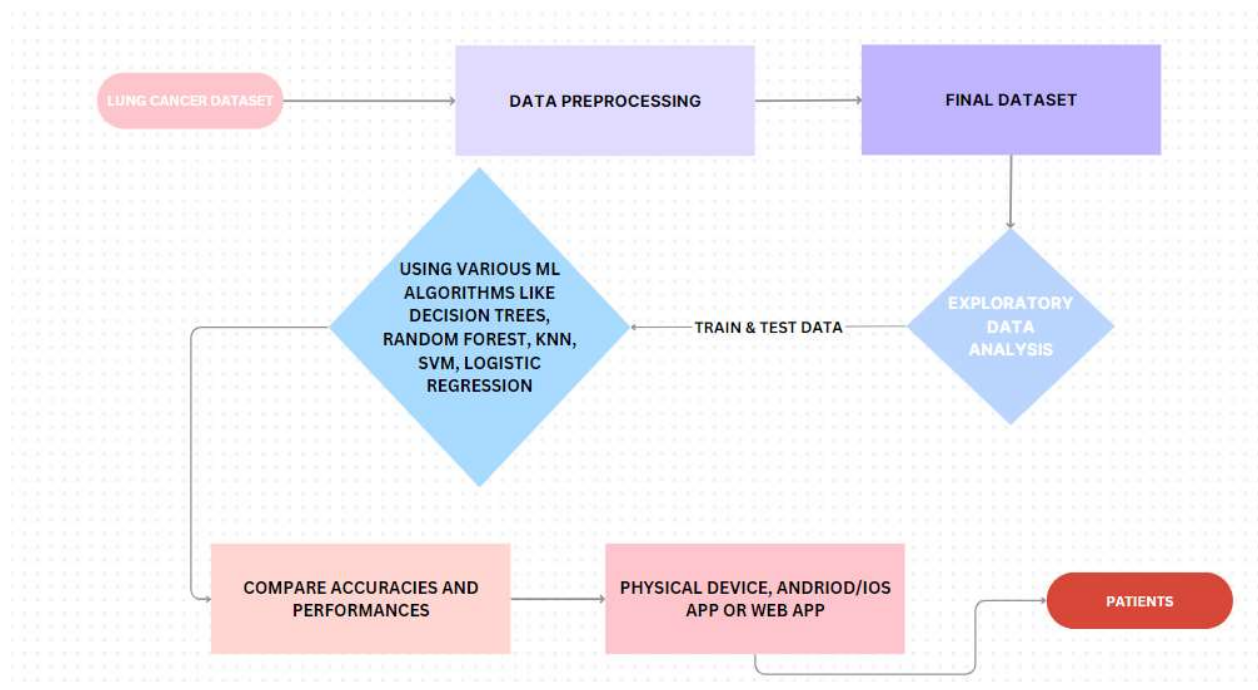 LUNG CANCER DATASET
DATA PREPROCESSING
FINAL DATASET
EXPLORATORY
DATA
ANALYSIS
TRAIN & TEST DATA
USING VARIOUS ML
ALGORITHMS LIKE
DECISION TREES,
RANDOM FOREST, KNN,
SVM, LOGISTIC
REGRESSION
COMPARE ACCURACIES AND
PERFORMANCES
PHYSICAL DEVICE, ANDRIOD/IOS
APP OR WEB APP
PATIENTS